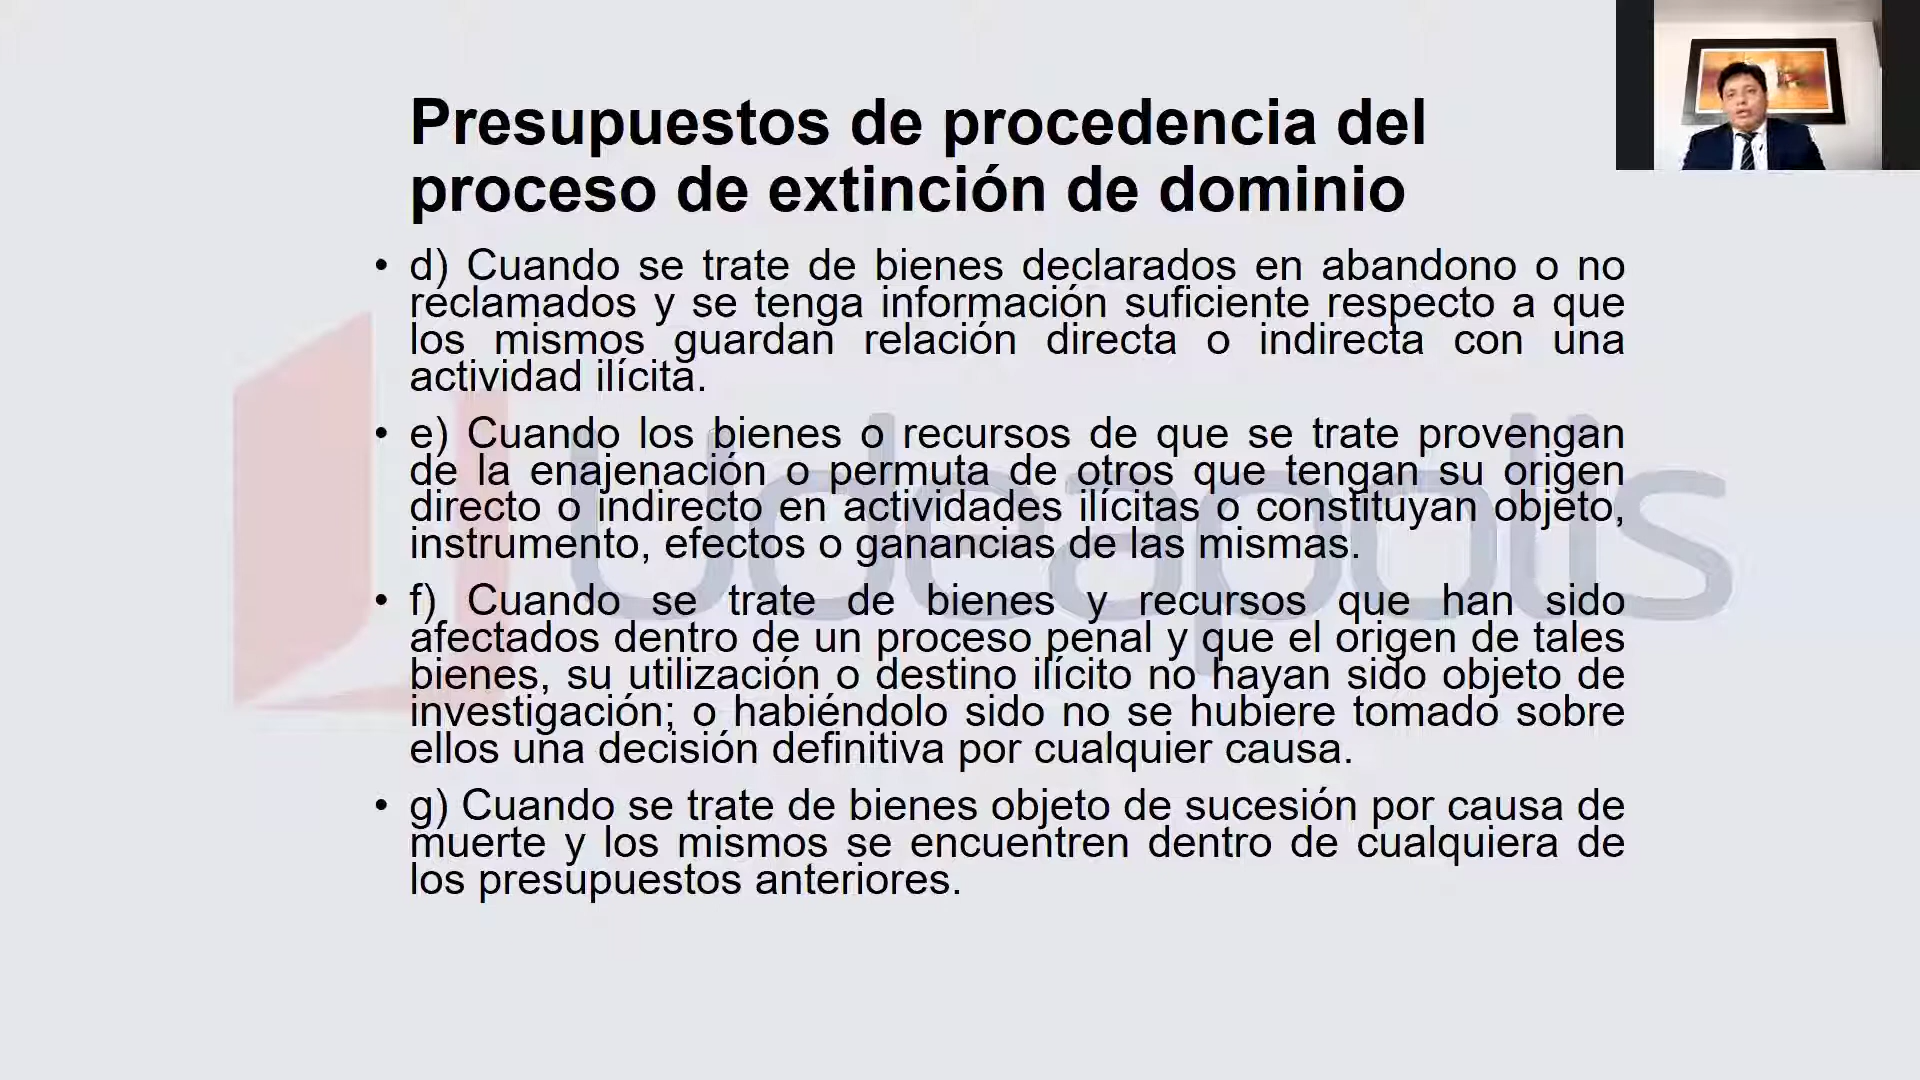 Presupuestos de procedencia del
proceso de extinción de dominio
• d) Cuando se trate de bienes declarados en abandono o no
reclamados y se tenga información suficiente respecto a que
los mismos guardan relación directa o indirecta con una
actividad ilícita.
• e) Cuando los bienes o recursos de que se trate provengan
de la enajenación o permuta de otros que tengan su origen
directo o indirecto en actividades ilícitas o constituyan objeto,
instrumento, efectos o ganancias de las mismas.
• f) Cuando se trate de bienes y recursos que han sido
afectados dentro de un proceso penal y que el origen de tales
bienes, su utilización o destino ilícito no hayan sido objeto de
investigación; o habiéndolo sido no se hubiere tomado sobre
ellos una decisión definitiva por cualquier causa.
• g) Cuando se trate de bienes objeto de sucesión por causa de
muerte y los mismos se encuentren dentro de cualquiera de
los presupuestos anteriores.
Udeapolis